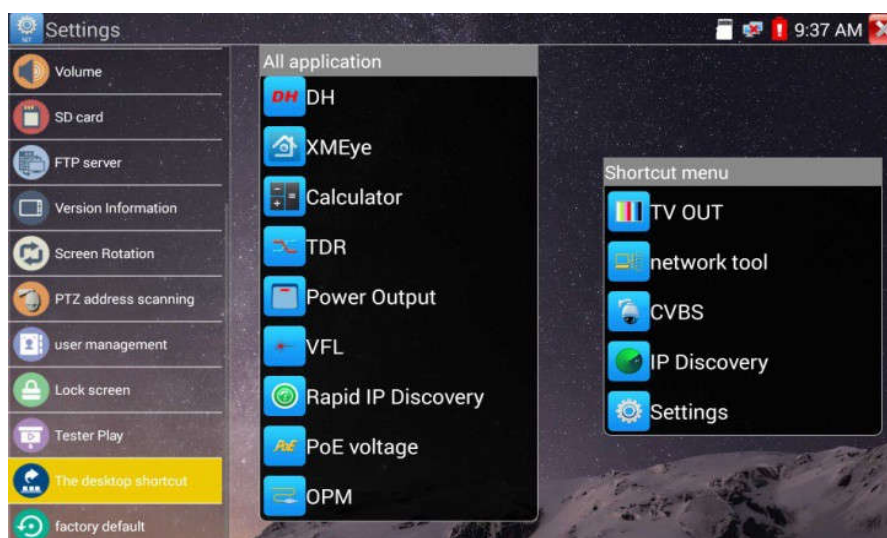 Settings
9:37 AM
Volume
SD card
FTP server
Version Information
Screen Rotation
PTZ address scanning
user management
Lock screen
Tester Play
The desktop shortcut
factory default
All application
DH DH
XMEye
Calculator
TDR
Power Output
VFL
Rapid IP Discovery
PoE PoE voltage
OPM
Shortcut menu
TV OUT
network tool
CVBS
IP Discovery
Settings